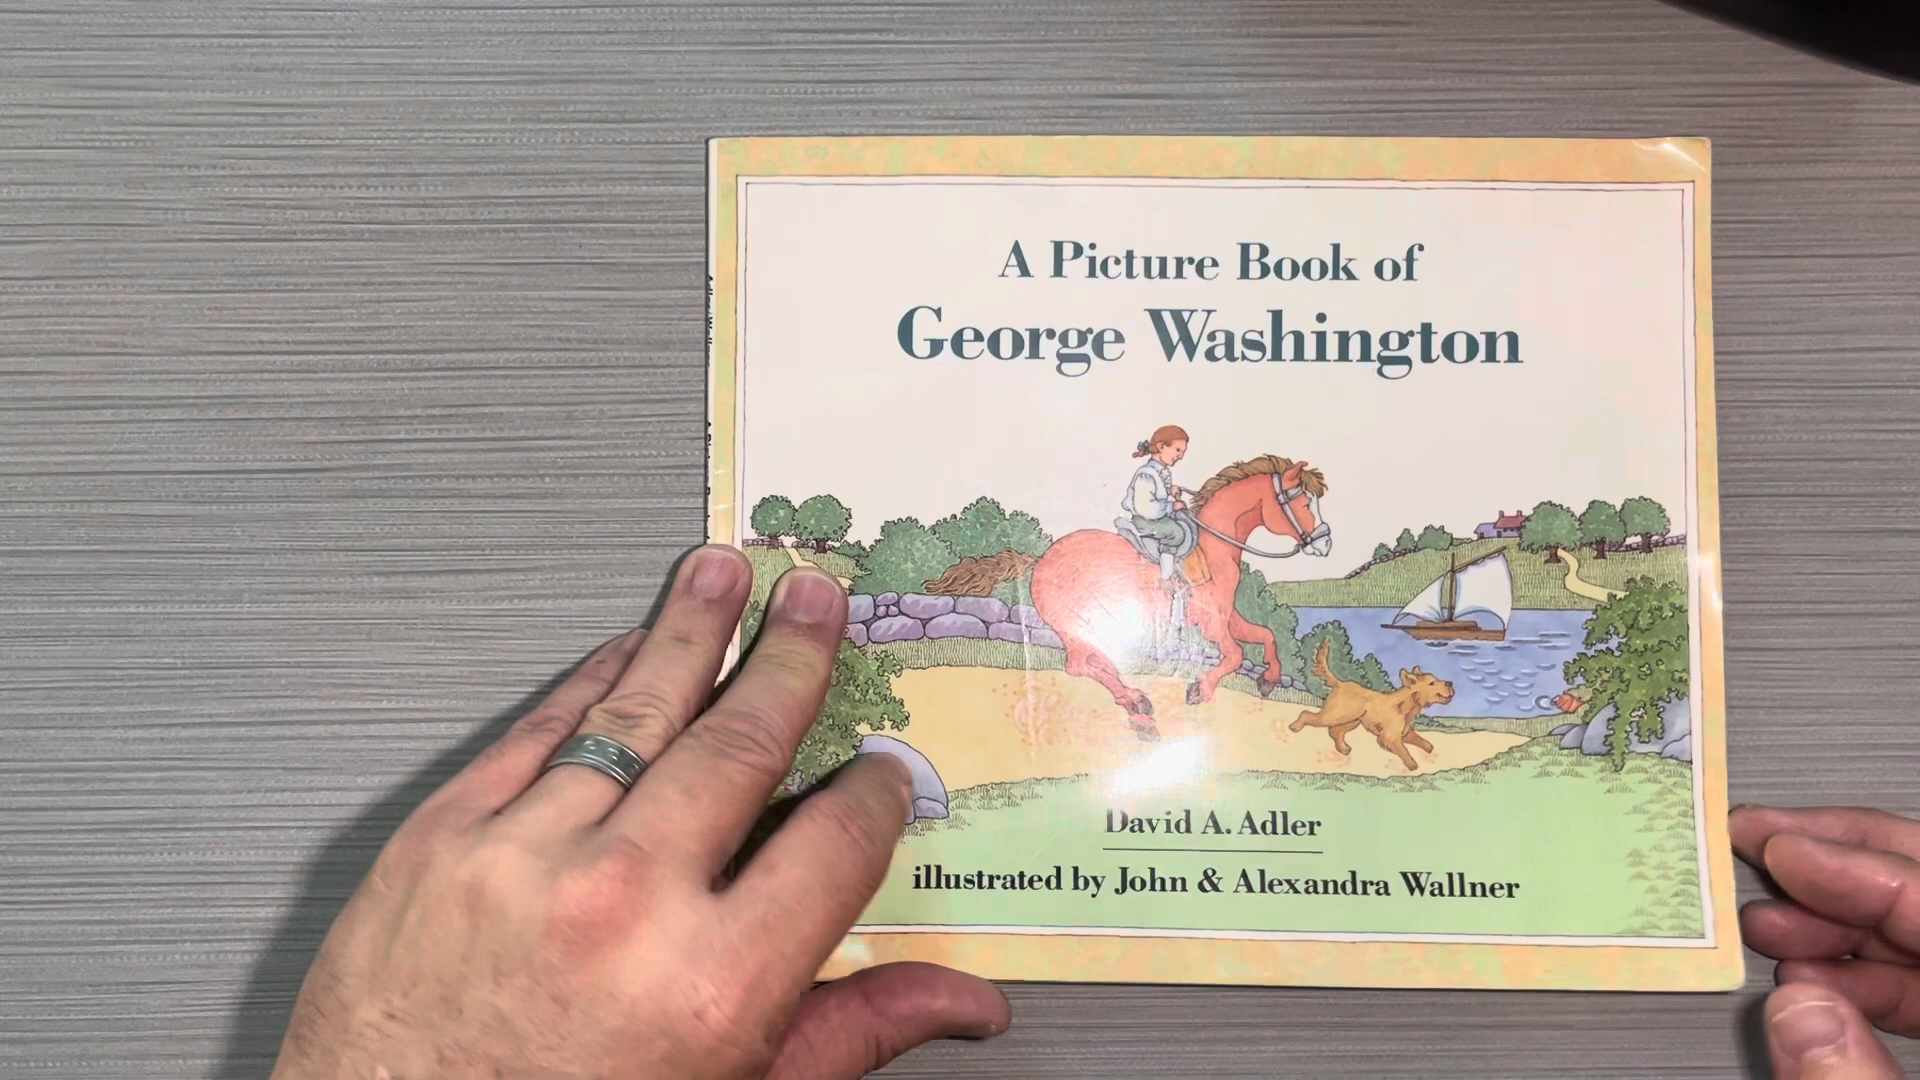 A Picture Book of
George Washington
David A. Adler
illustrated by John & Alexandra Wallner